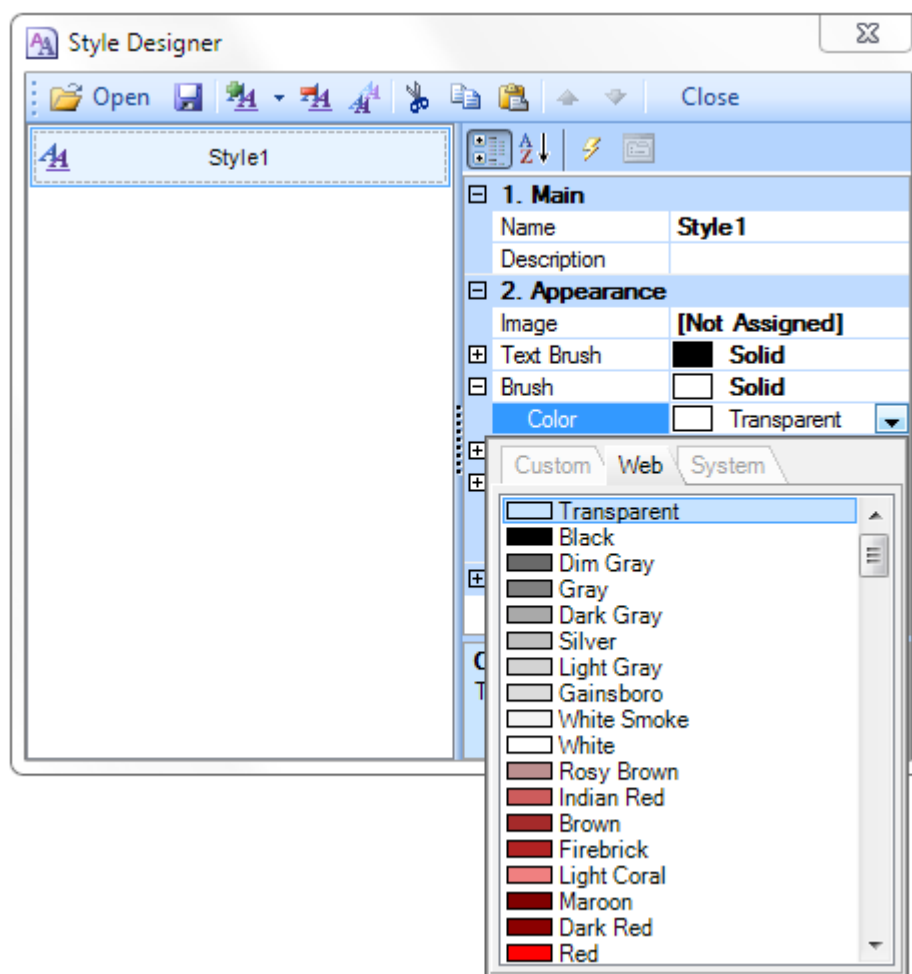 Style Designer
Open Close
Style1
1. Main
Name Style1
Description
2. Appearance
Image [Not Assigned]
Text Brush Solid
Brush Solid
Color Transparent
Custom Web System
Transparent
Black
Dim Gray
Gray
Dark Gray
Silver
Light Gray
Gainsboro
White Smoke
White
Rosy Brown
Indian Red
Brown
Firebrick
Light Coral
Maroon
Dark Red
Red